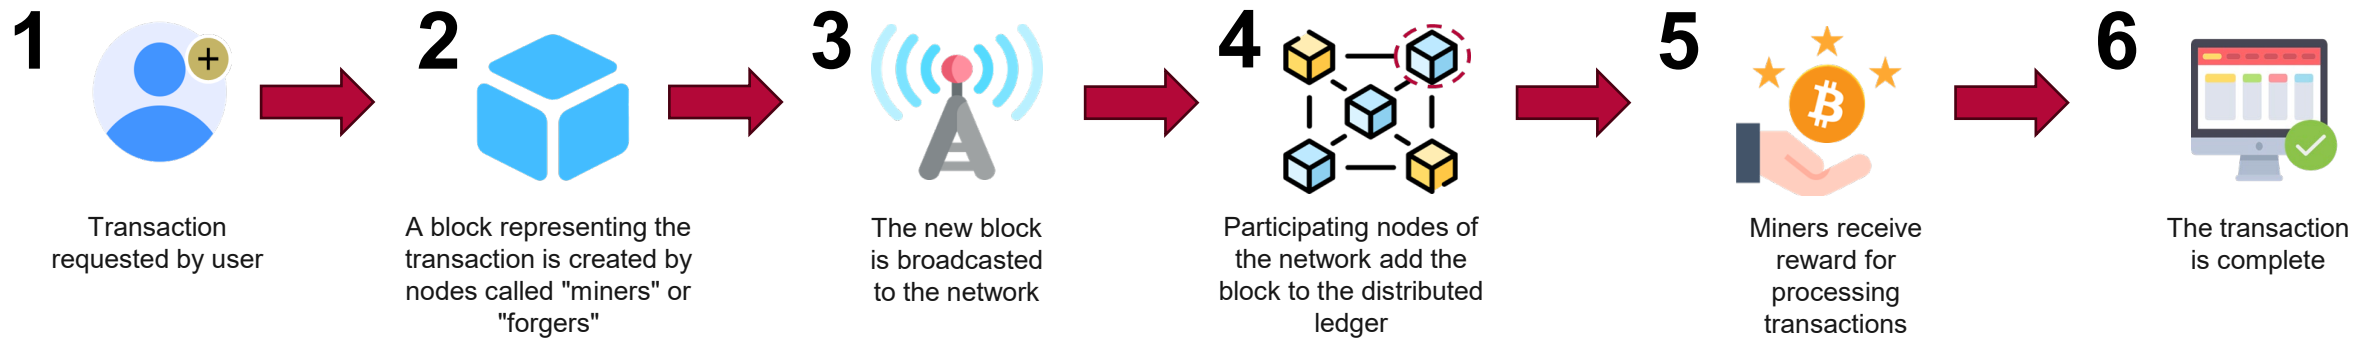 1
Transaction
requested by user
2
A block representing the
transaction is created by
nodes called "miners" or
"forgers"
3
The new block
is broadcasted
to the network
4
Participating nodes of
the network add the
block to the distributed
ledger
5
Miners receive
reward for
processing
transactions
6
The transaction
is complete